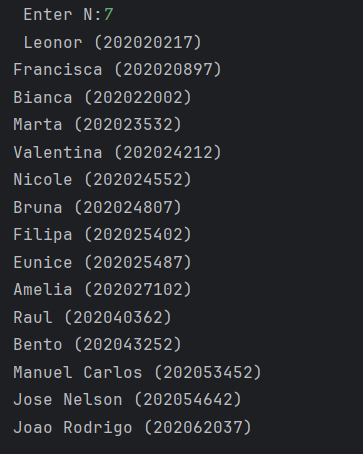 Enter N:7
Leonor (202020217)
Francisca (202020897)
Bianca (202022002)
Marta (202023532)
Valentina (202024212)
Nicole (202024552)
Bruna (202024807)
Filipa (202025402)
Eunice (202025487)
Amelia (202027102)
Raul (202040362)
Bento (202043252)
Manuel Carlos (202053452)
Jose Nelson (202054642)
Joao Rodrigo (202062037)